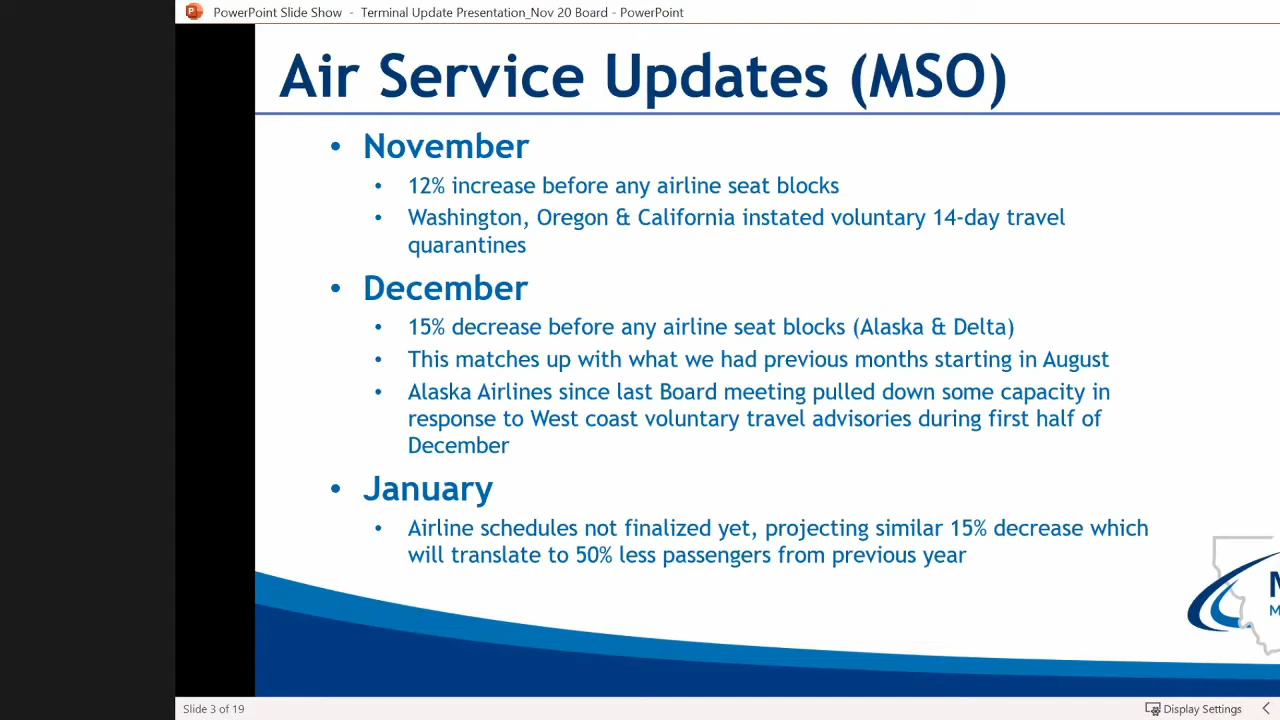 PowerPoint Slide Show - Terminal Update Presentation_Nov 20 Board - PowerPoint
Air Service Updates (MSO)
• November
• 12% increase before any airline seat blocks
• Washington, Oregon & California instated voluntary 14-day travel
quarantines
• December
• 15% decrease before any airline seat blocks (Alaska & Delta)
• This matches up with what we had previous months starting in August
• Alaska Airlines since last Board meeting pulled down some capacity in
response to West coast voluntary travel advisories during first half of
December
• January
• Airline schedules not finalized yet, projecting similar 15% decrease which
will translate to 50% less passengers from previous year
Slide 3 of 19
Display Settings